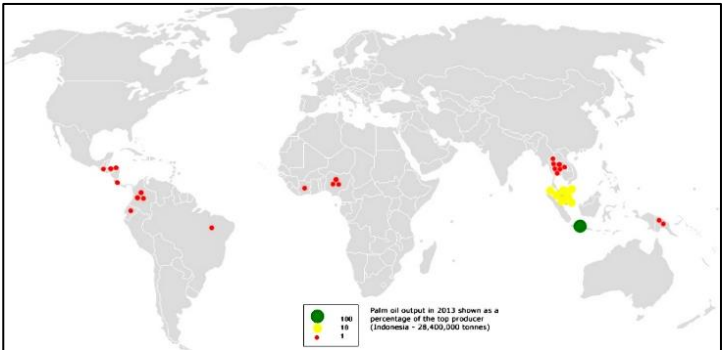 100
10
1
Palm oil output in 2013 shown as a
percentage of the top producer
(Indonesia - 28,400,000 tonnes)